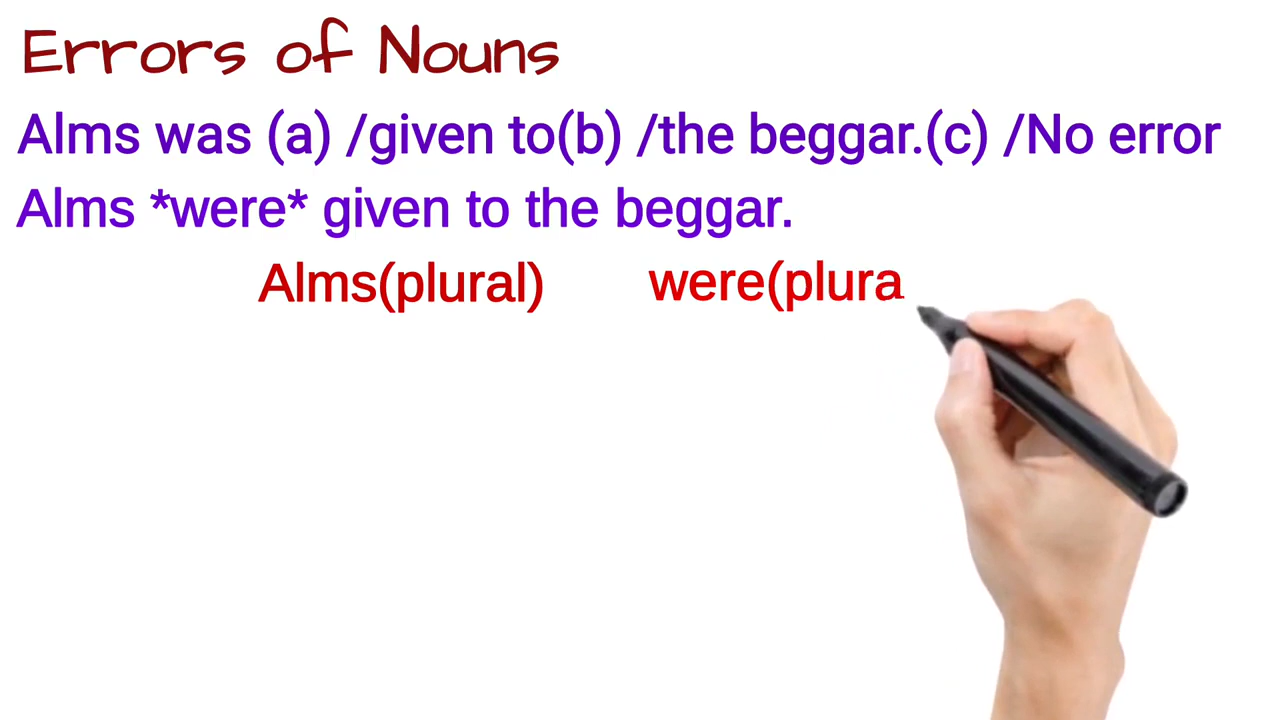 Errors of Nouns
Alms was (a) /given to(b) /the beggar.(c) /No error
Alms *were* given to the beggar.
Alms(plural) were(plura